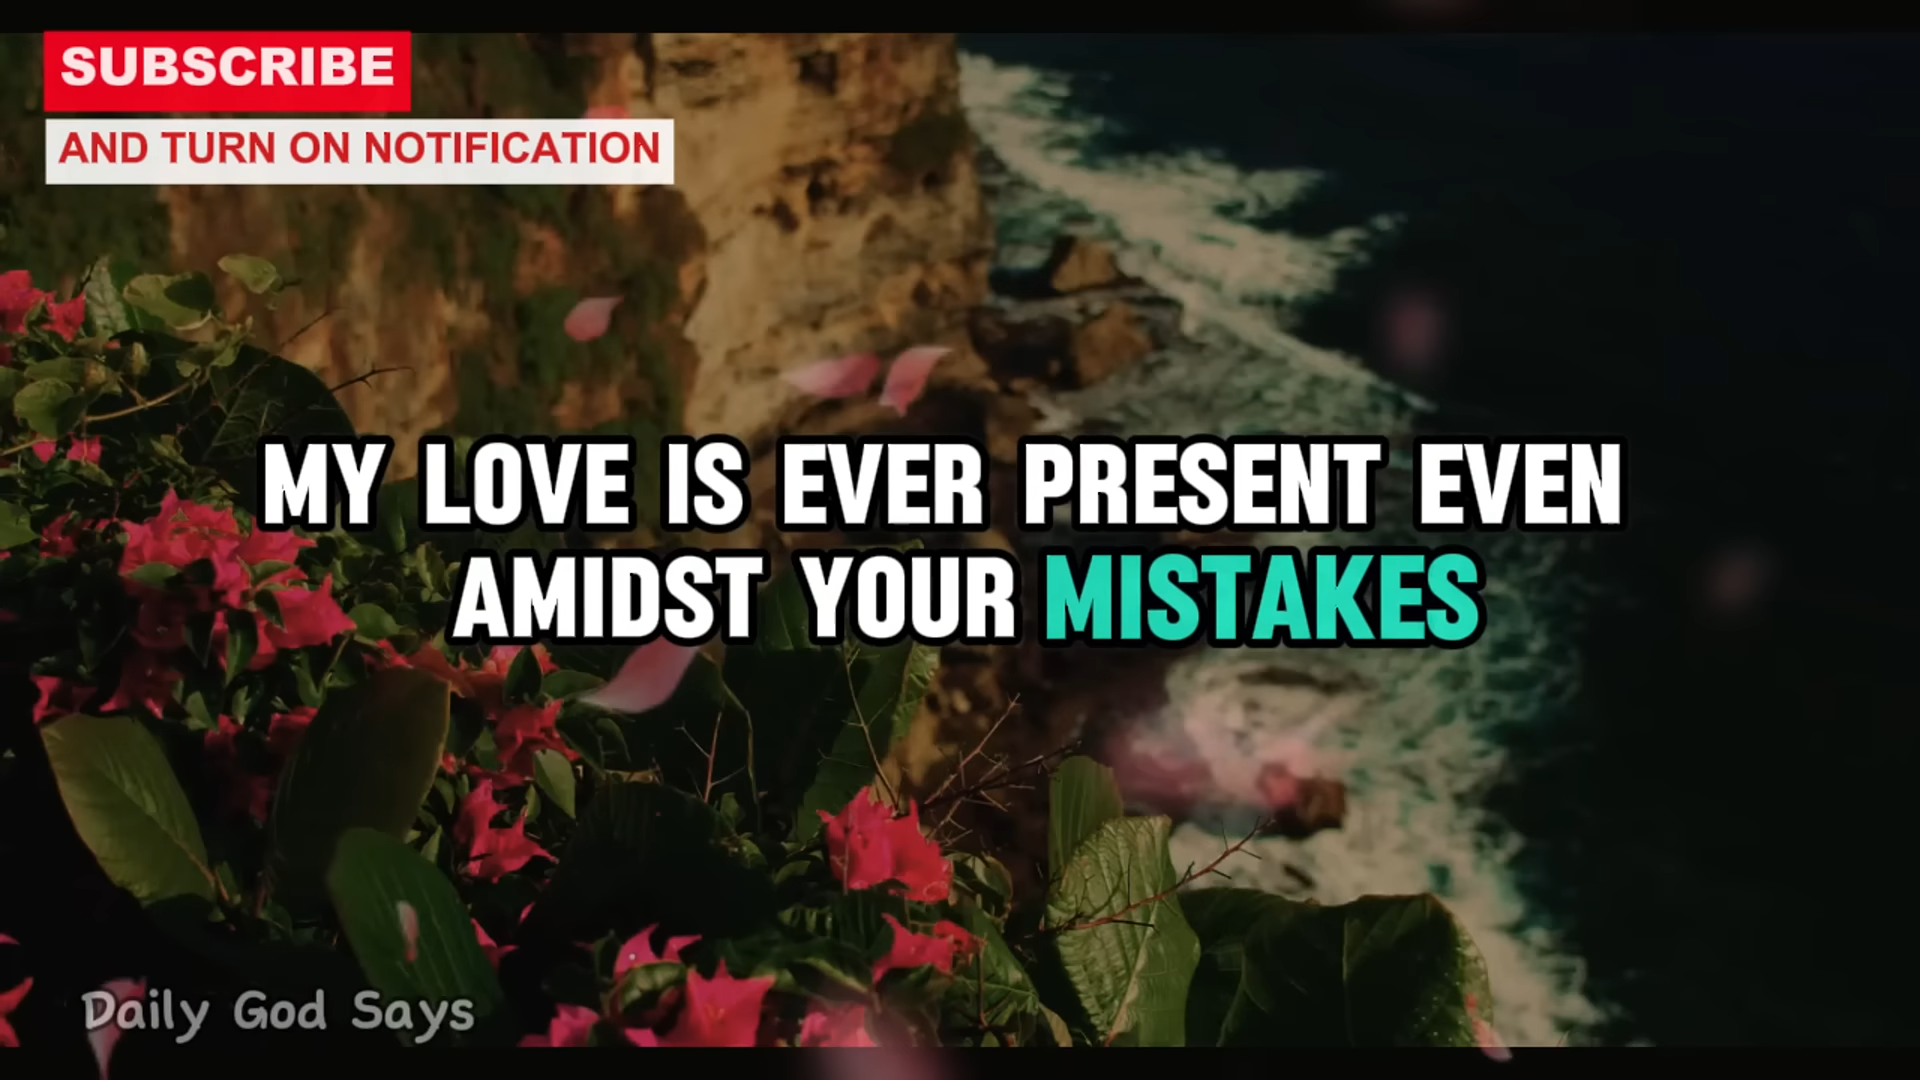 SUBSCRIBE
AND TURN ON NOTIFICATION
MY LOVE IS EVER PRESENT EVEN
AMIDST YOUR MISTAKES
Daily God Says